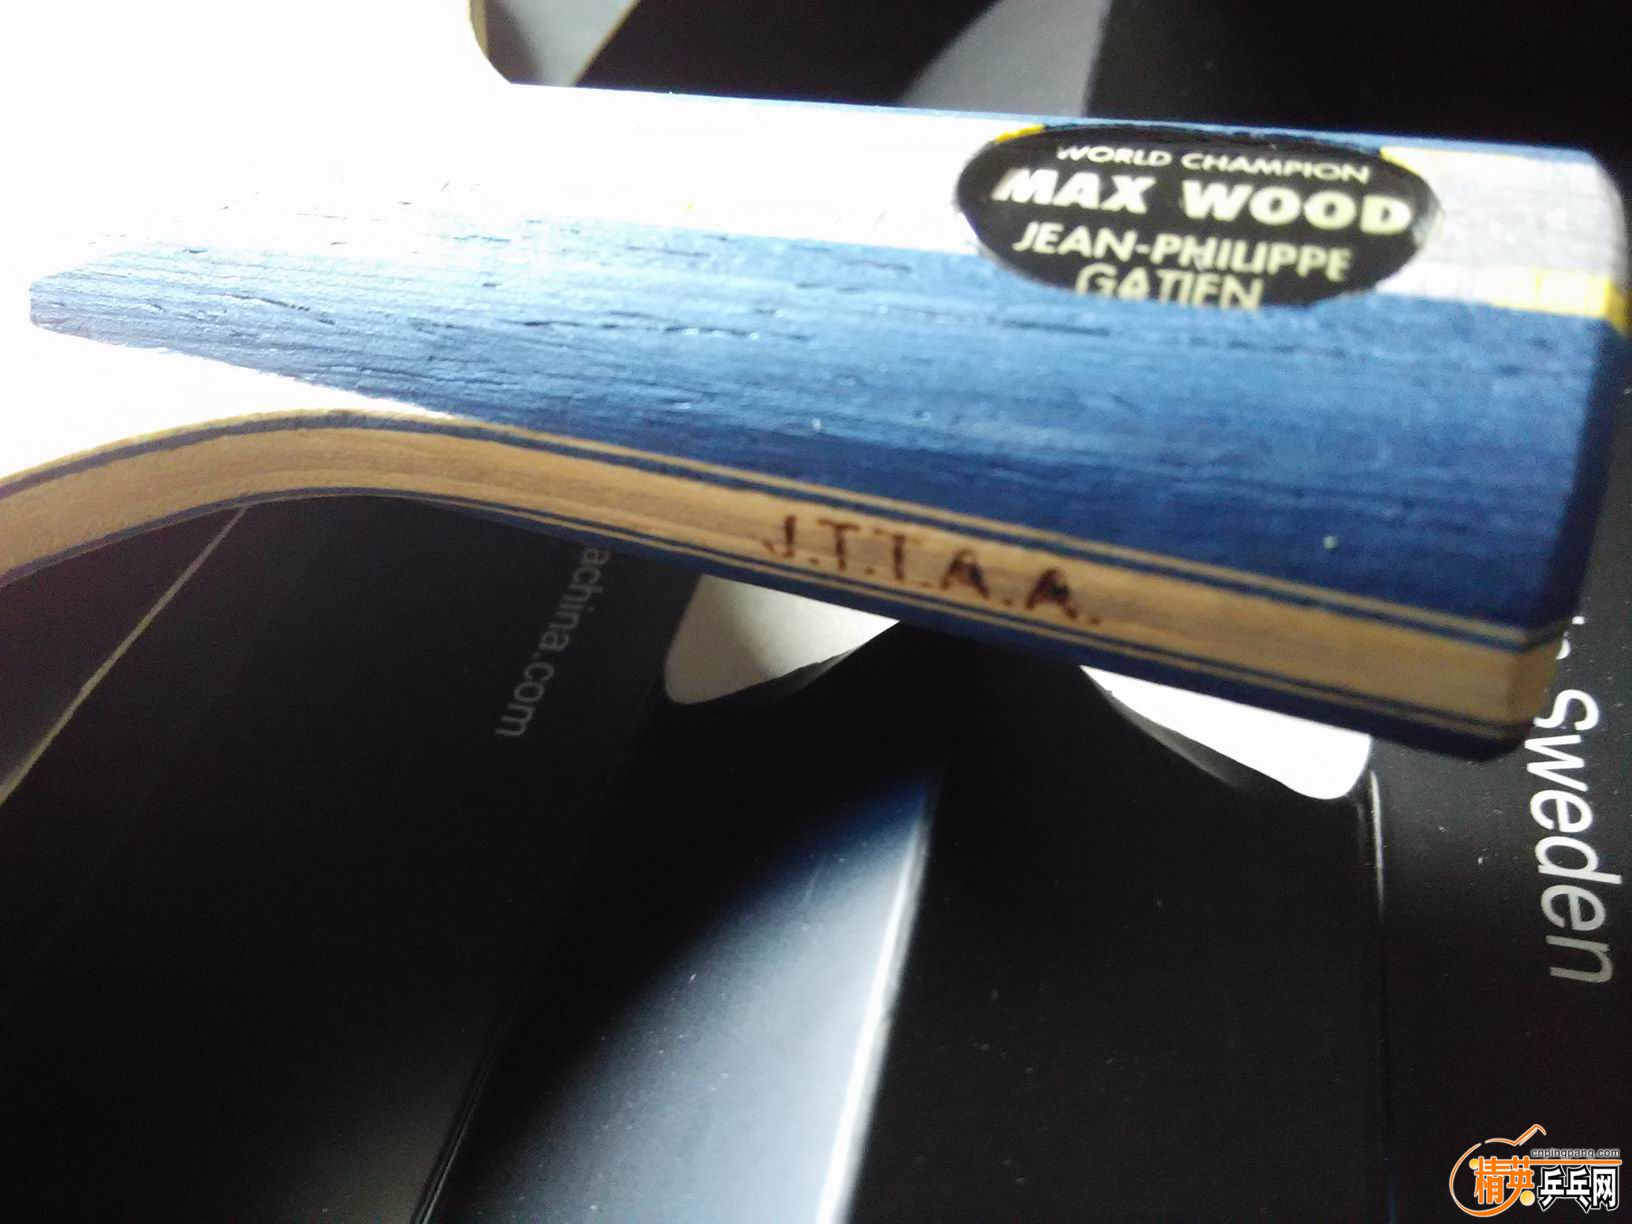 WORLD CHAMPION
MAX WOOD
JEAN-PHILIPPE
GATIEN
J.T.T.A.A.
achina.com
Sweden
cnpingpang.com
精英乒乓网